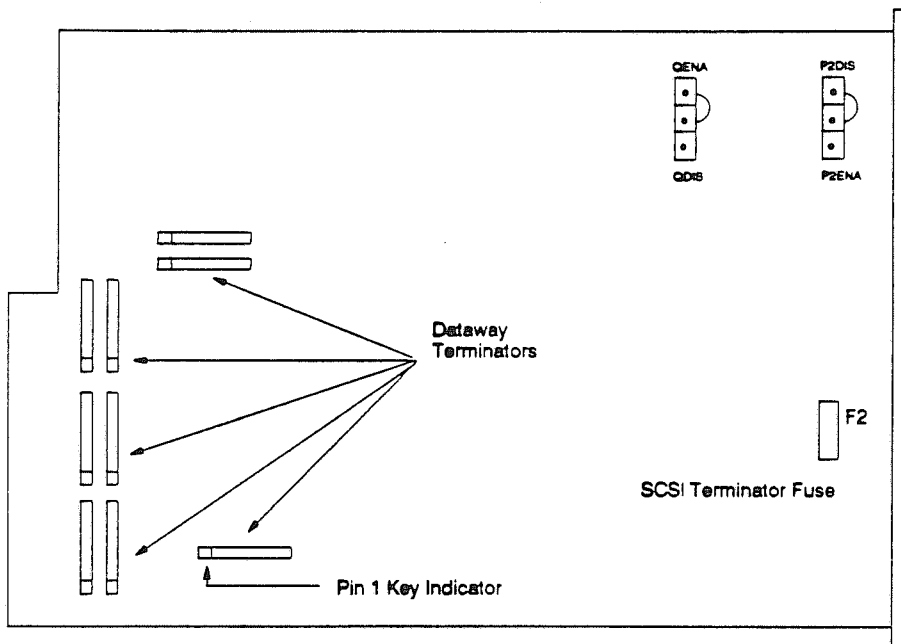 QENA
P2DIS
QDIS
P2ENA
Dataway
Terminators
F2
SCSI Terminator Fuse
Pin 1 Key Indicator